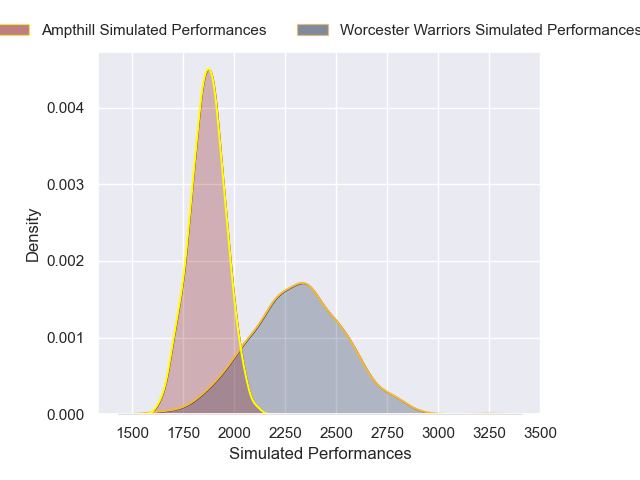 Ampthill Simulated Performances
Worcester Warriors Simulated Performances
0.004
0.003
0.002
0.001
0.000
Density
1500 1750 2000 2250 2500 2750 3000 3250 3500
Simulated Performances